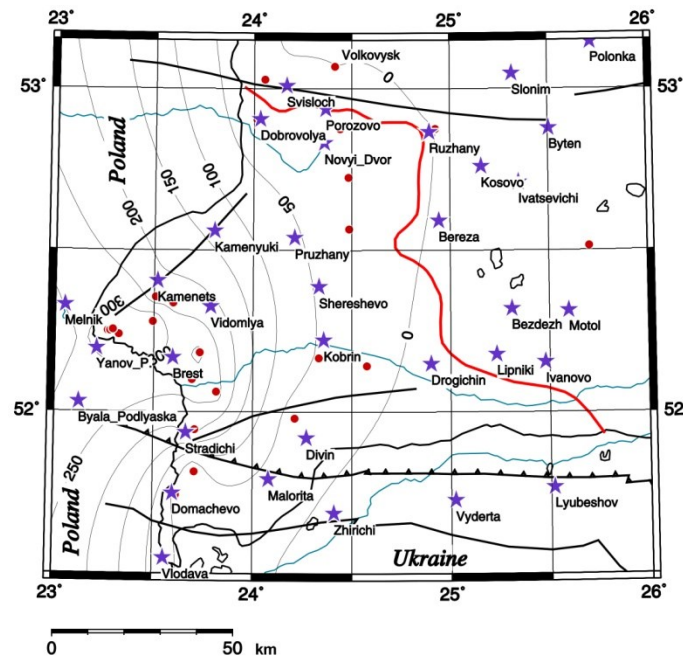 23° 24° 25° 26°
Volkovysk
Polonka
0
53°
Slonim
53°
Svisloch
Porozovo
Dobrovolya
Ruzhany
Byten
Novyi_Dvor
Poland
100
150
Kosovo
Ivatsevichi
200
50
Kamenyuki
Pruzhany
Bereza
Kamenets
Shereshevo
300
Melnik
Vidomlya
Bezdezh
Motol
0
Kobrin
Yanov_P.
300
Brest
Lipniki
Drogichin
Ivanovo
52°
52°
Byala_Podlyaska
Stradichi
Divin
250
Malorita
Domachevo
Vyderta
Lyubeshov
Poland
Zhirichi
Ukraine
Vlodava
23° 24° 25° 26°
0 50 km